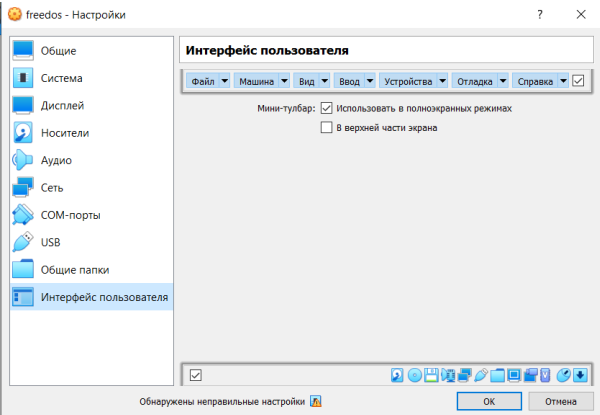 freedos - Настройки
Общие
Система
Дисплей
Носители
Аудио
Сеть
COM-порты
USB
Общие папки
Интерфейс пользователя
Интерфейс пользователя
Файл Машина Вид Ввод Устройства Отладка Справка
Мини-тулбар: Использовать в полноэкранных режимах
В верхней части экрана
Обнаружены неправильные настройки
OK Отмена